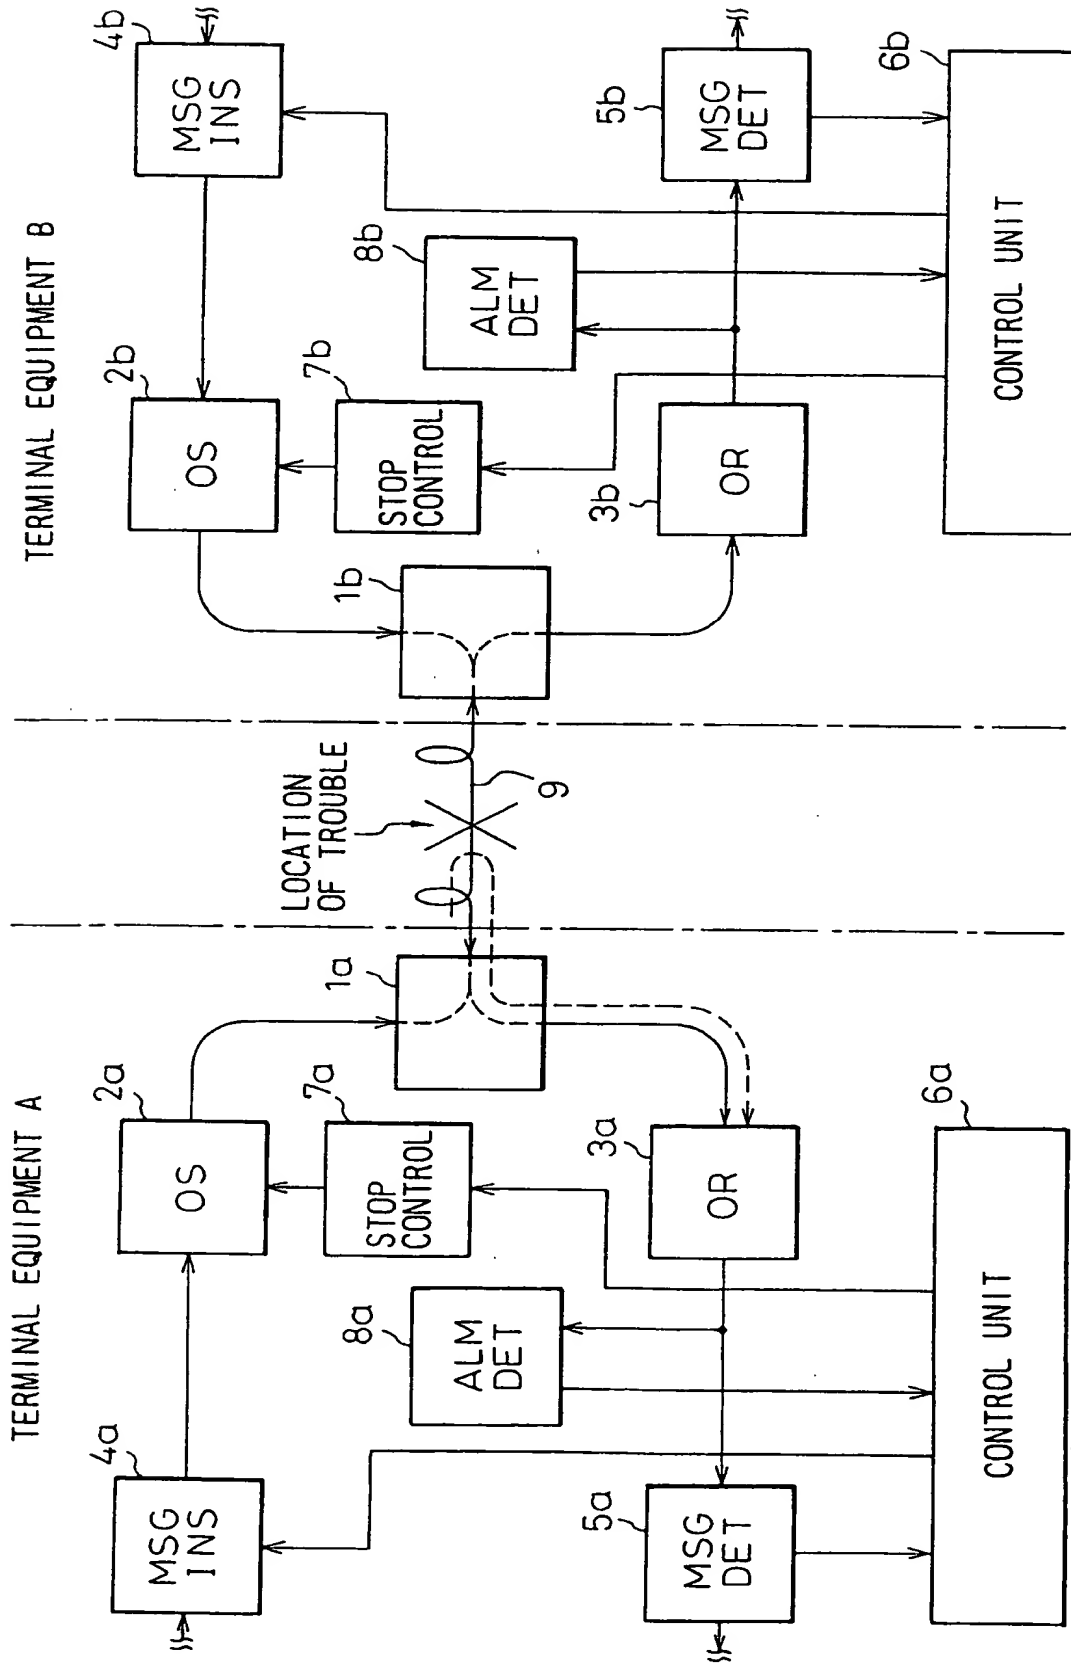 TERMINAL EQUIPMENT A
TERMINAL EQUIPMENT B
4a
MSG
INS
2a
OS
7a
STOP
CONTROL
8a
ALM
DET
1a
LOCATION
OF TROUBLE
9
3a
OR
5a
MSG
DET
6a
CONTROL UNIT
4b
MSG
INS
2b
OS
7b
STOP
CONTROL
8b
ALM
DET
1b
3b
OR
5b
MSG
DET
6b
CONTROL UNIT